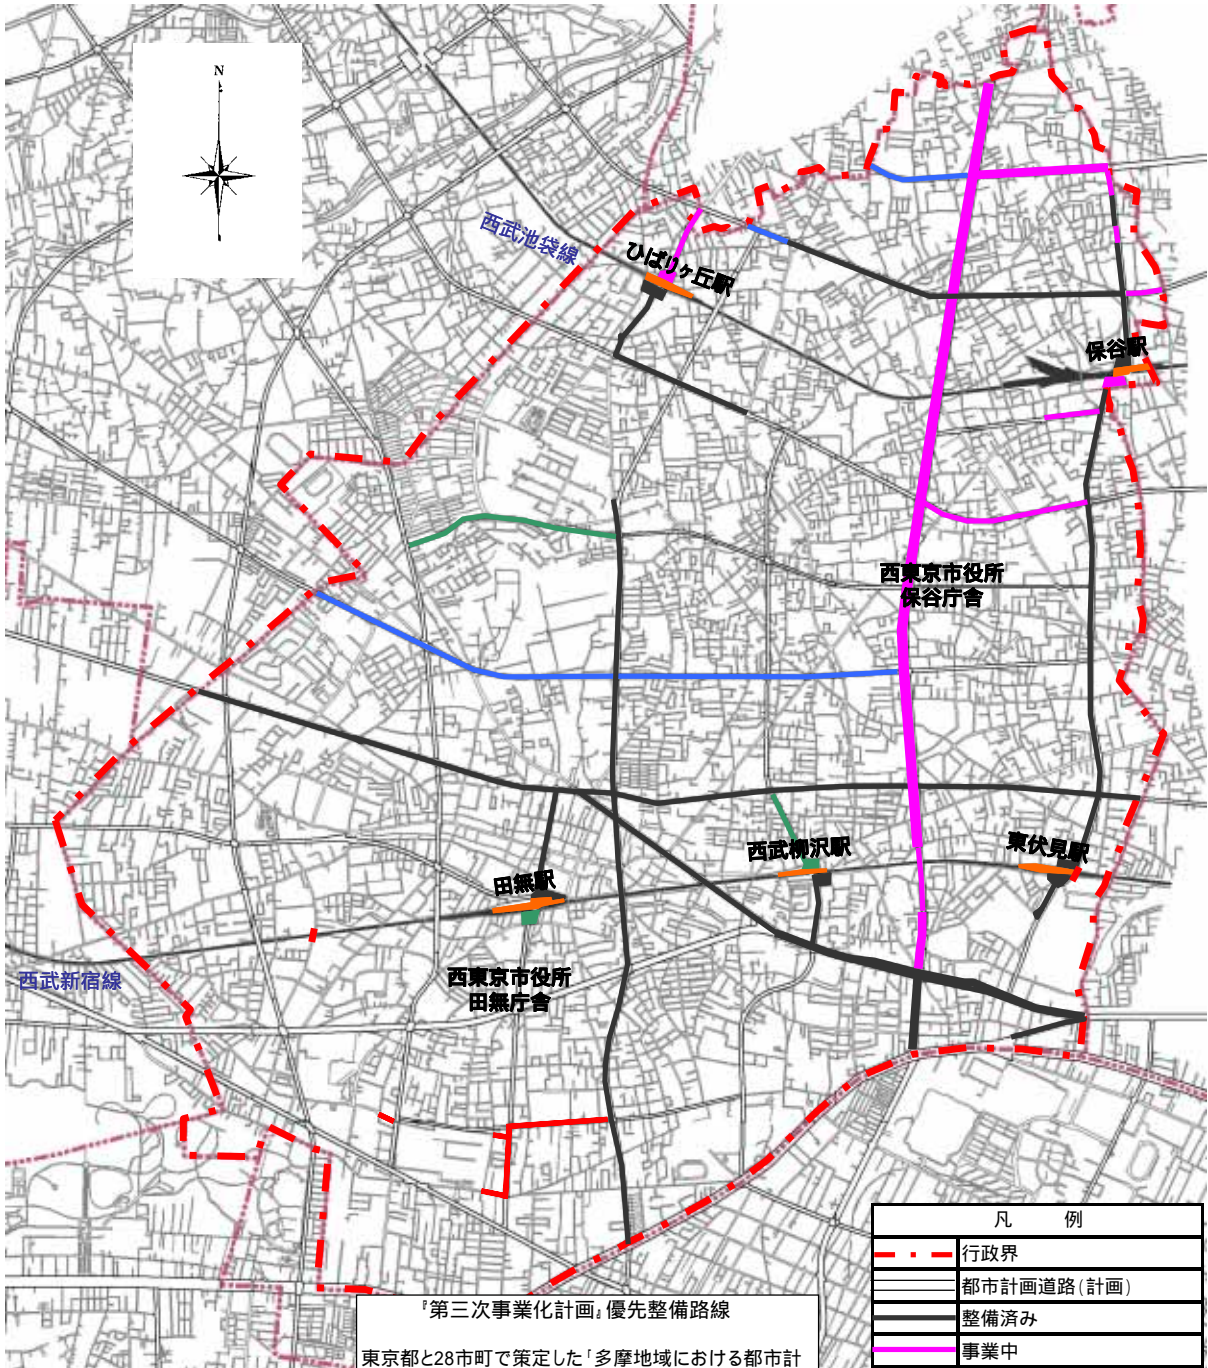 N
西武池袋線
ひばりヶ丘駅
保谷駅
西東京市役所
保谷庁舎
西武柳沢駅
東伏見駅
田無駅
西武新宿線
西東京市役所
田無庁舎
凡 例
行政界
都市計画道路(計画)
整備済み
事業中
『第三次事業化計画』優先整備路線
東京都と28市町で策定した「多摩地域における都市計